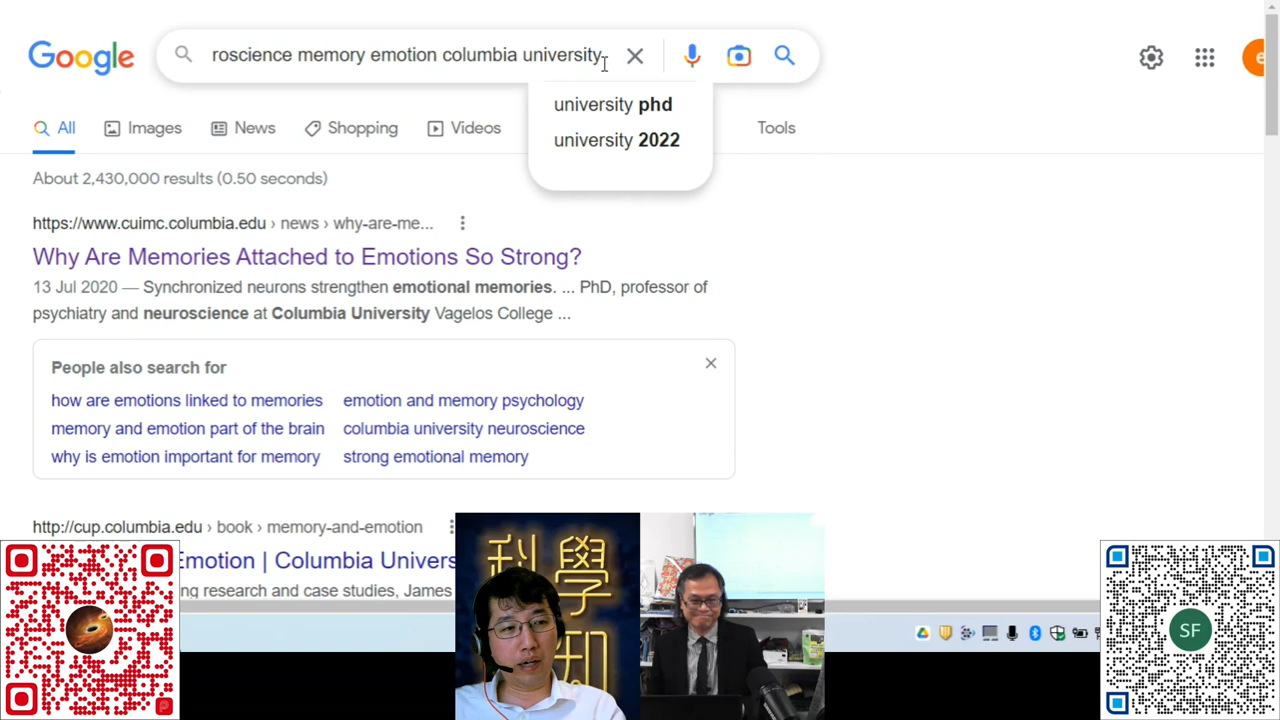 Google
roscience memory emotion columbia university
university phd
university 2022
All
Images
News
Shopping
Videos
Tools
About 2,430,000 results (0.50 seconds)
https://www.cuimc.columbia.edu › news › why-are-me...
Why Are Memories Attached to Emotions So Strong?
13 Jul 2020 — Synchronized neurons strengthen emotional memories. ... PhD, professor of
psychiatry and neuroscience at Columbia University Vagelos College ...
People also search for
how are emotions linked to memories
emotion and memory psychology
memory and emotion part of the brain
columbia university neuroscience
why is emotion important for memory
strong emotional memory
http://cup.columbia.edu › book › memory-and-emotion
Emotion | Columbia Univers
ng research and case studies, James
科學
知
SF
e